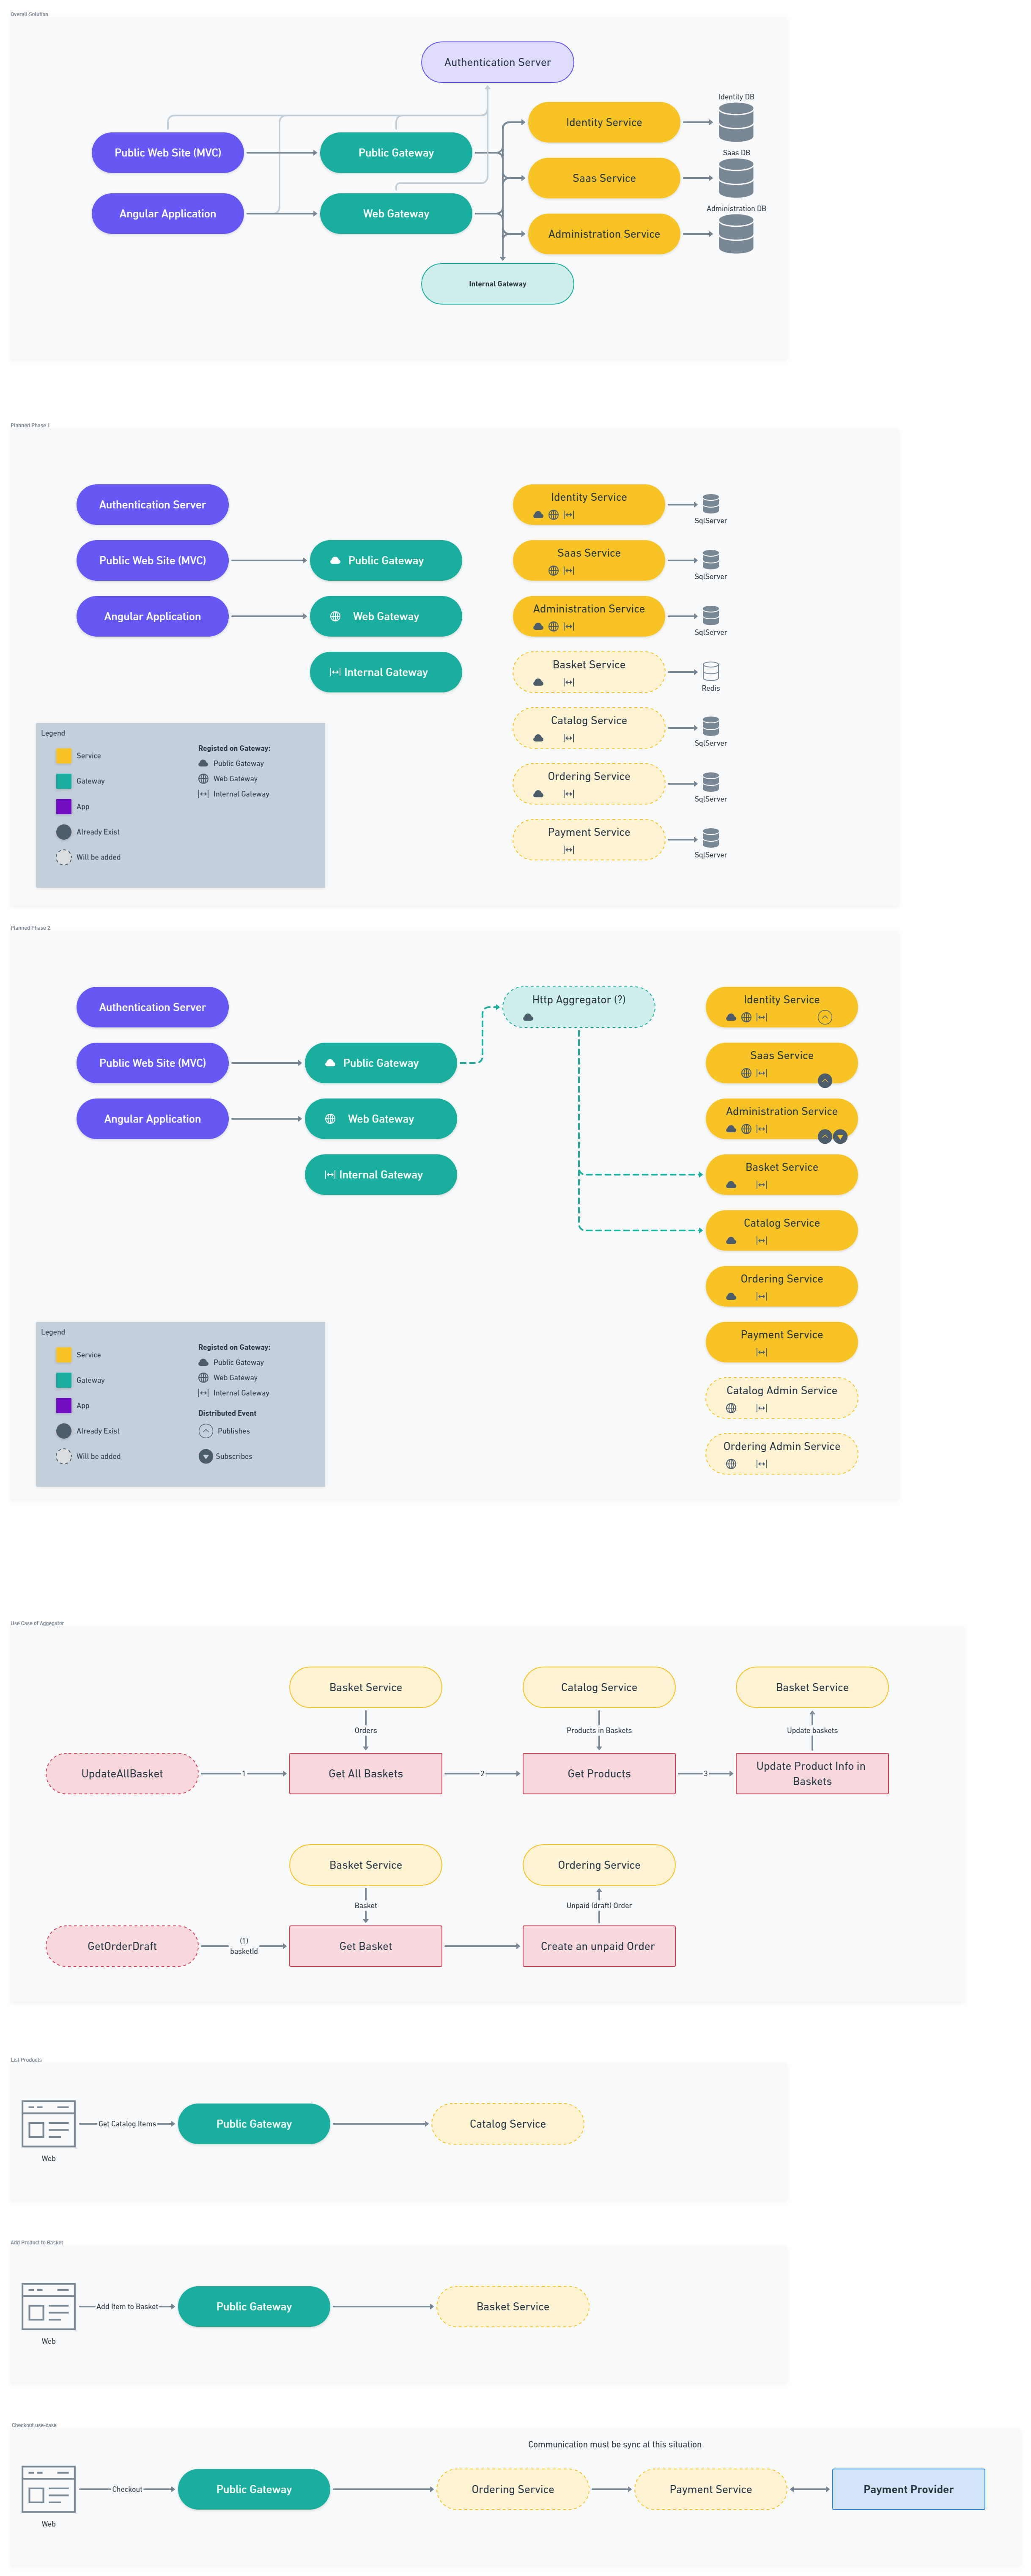 Overall Solution
Authentication Server
Identity DB
Identity Service
Public Web Site (MVC)
Public Gateway
Saas DB
Saas Service
Angular Application
Web Gateway
Administration DB
Administration Service
Internal Gateway
Planned Phase 1
Authentication Server
Identity Service
SqlServer
Public Web Site (MVC)
Public Gateway
Saas Service
SqlServer
Angular Application
Web Gateway
Administration Service
SqlServer
Internal Gateway
Basket Service
Redis
Catalog Service
SqlServer
Ordering Service
SqlServer
Payment Service
SqlServer
Legend
Service
Gateway
App
Already Exist
Will be added
Registed on Gateway:
Public Gateway
Web Gateway
Internal Gateway
Planned Phase 2
Authentication Server
Http Aggregator (?)
Identity Service
Public Web Site (MVC)
Public Gateway
Saas Service
Angular Application
Web Gateway
Administration Service
Internal Gateway
Basket Service
Catalog Service
Ordering Service
Payment Service
Catalog Admin Service
Ordering Admin Service
Legend
Service
Gateway
App
Already Exist
Will be added
Registed on Gateway:
Public Gateway
Web Gateway
Internal Gateway
Distributed Event
Publishes
Subscribes
Use Case of Aggegator
Basket Service
Catalog Service
Basket Service
Orders
Products in Baskets
Update baskets
UpdateAllBasket
1
Get All Baskets
2
Get Products
3
Update Product Info in
Baskets
Basket Service
Ordering Service
Basket
Unpaid (draft) Order
GetOrderDraft
(1)
basketId
Get Basket
Create an unpaid Order
List Products
Get Catalog Items
Public Gateway
Catalog Service
Web
Add Product to Basket
Add Item to Basket
Public Gateway
Basket Service
Web
Checkout use-case
Communication must be sync at this situation
Checkout
Public Gateway
Ordering Service
Payment Service
Payment Provider
Web